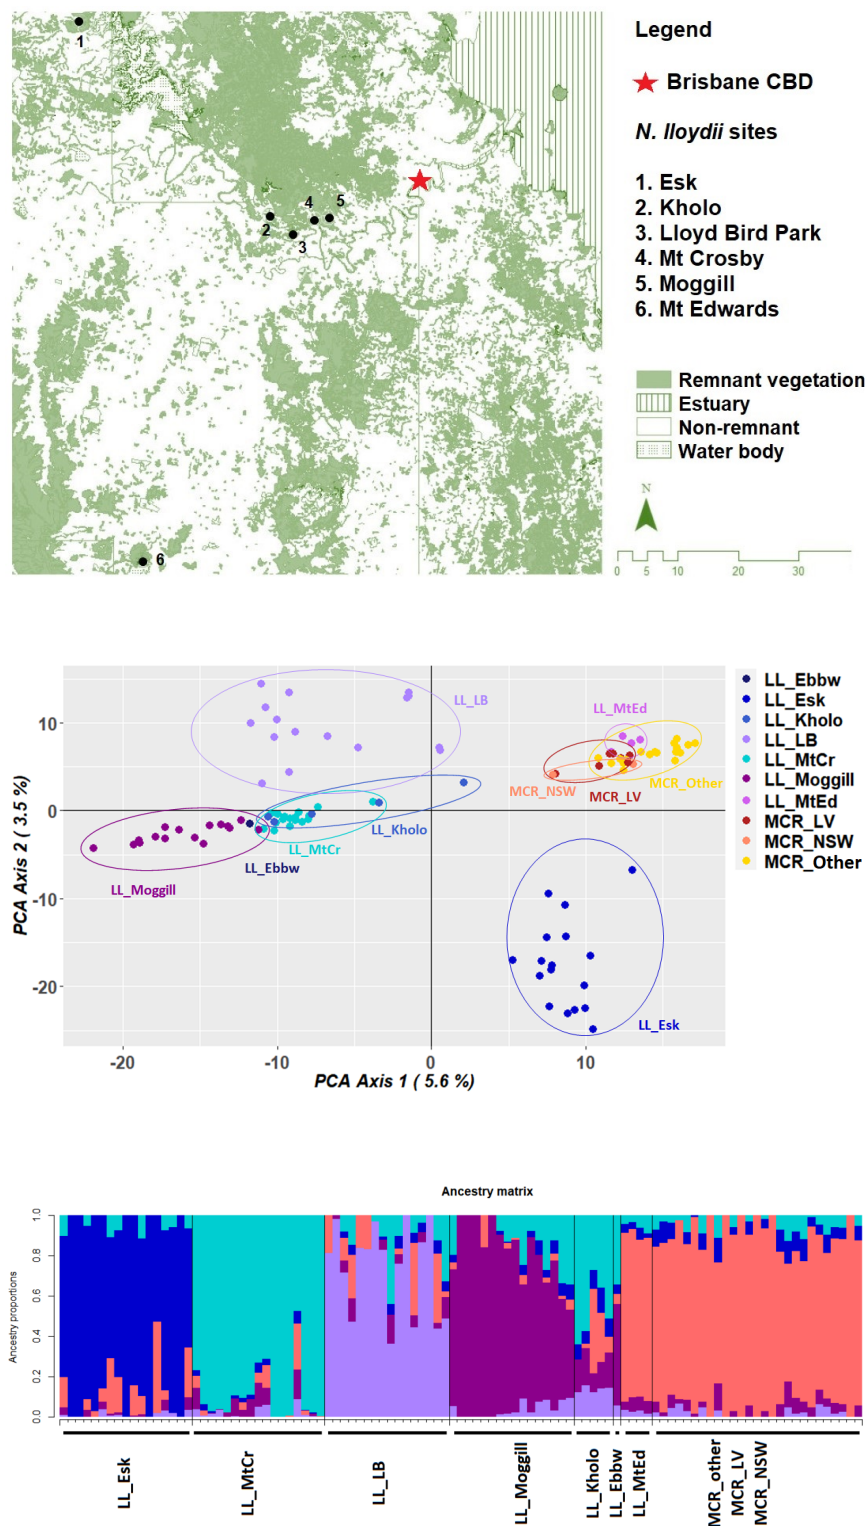 Legend
Brisbane CBD
N. lloydii sites
1. Esk
2. Kholo
3. Lloyd Bird Park
4. Mt Crosby
5. Moggill
6. Mt Edwards
Remnant vegetation
Estuary
Non-remnant
Water body
N
0 5 10 20 30
1
2
3
4
5
6
PCA Axis 2 ( 3.5 %)
10
0
-10
-20
-20 -10 0 10
PCA Axis 1 ( 5.6 %)
LL_LB
LL_MtEd
MCR_Other
MCR_NSW
MCR_LV
LL_Kholo
LL_MtCr
LL_Ebbw
LL_Moggill
LL_Esk
LL_Ebbw
LL_Esk
LL_Kholo
LL_LB
LL_MtCr
LL_Moggill
LL_MtEd
MCR_LV
MCR_NSW
MCR_Other
Ancestry matrix
Ancestry proportions
1.0
0.8
0.6
0.4
0.2
0.0
LL_Esk
LL_MtCr
LL_LB
LL_Moggill
LL_Kholo
LL_Ebbw
LL_MtEd
MCR_other
MCR_LV
MCR_NSW